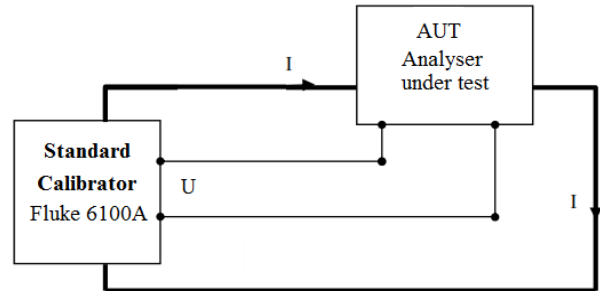 AUT
Analyser
under test
I
Standard
Calibrator
Fluke 6100A
U
I